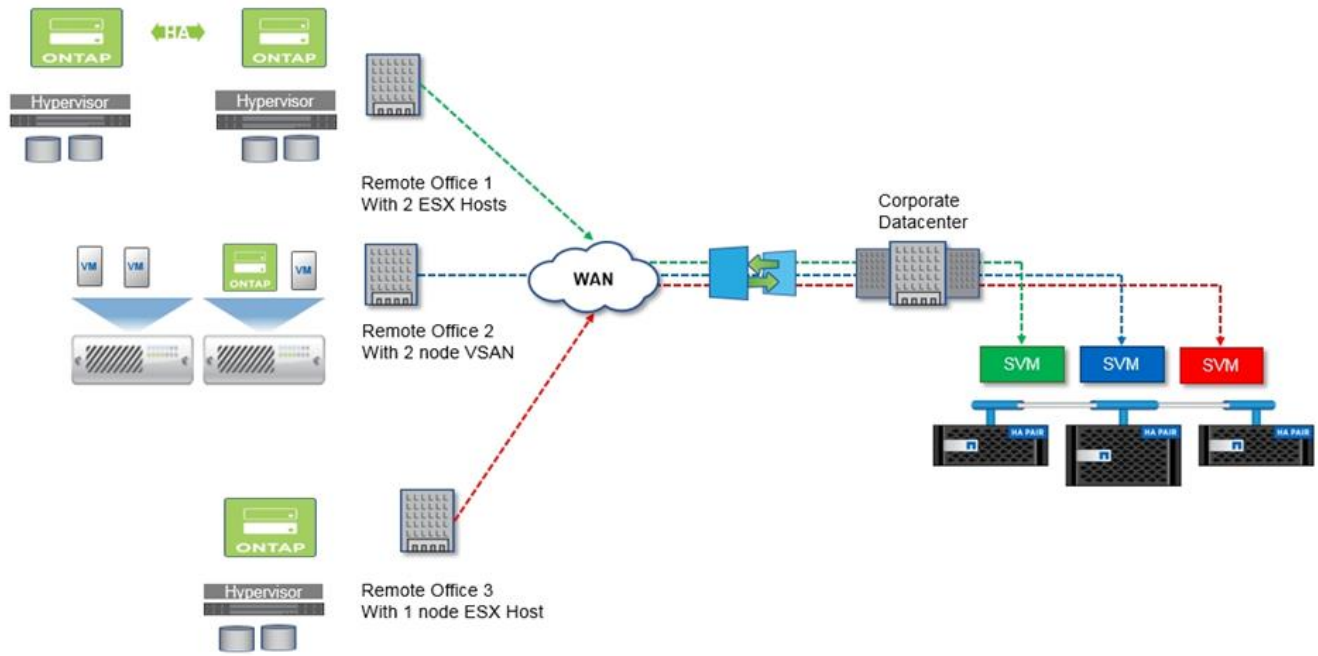 ONTAP
HA
ONTAP
Hypervisor
Hypervisor
Remote Office 1
With 2 ESX Hosts
VM
VM
ONTAP
VM
Remote Office 2
With 2 node VSAN
WAN
Corporate
Datacenter
SVM
SVM
SVM
HA PAIR
HA PAIR
HA PAIR
ONTAP
Hypervisor
Remote Office 3
With 1 node ESX Host